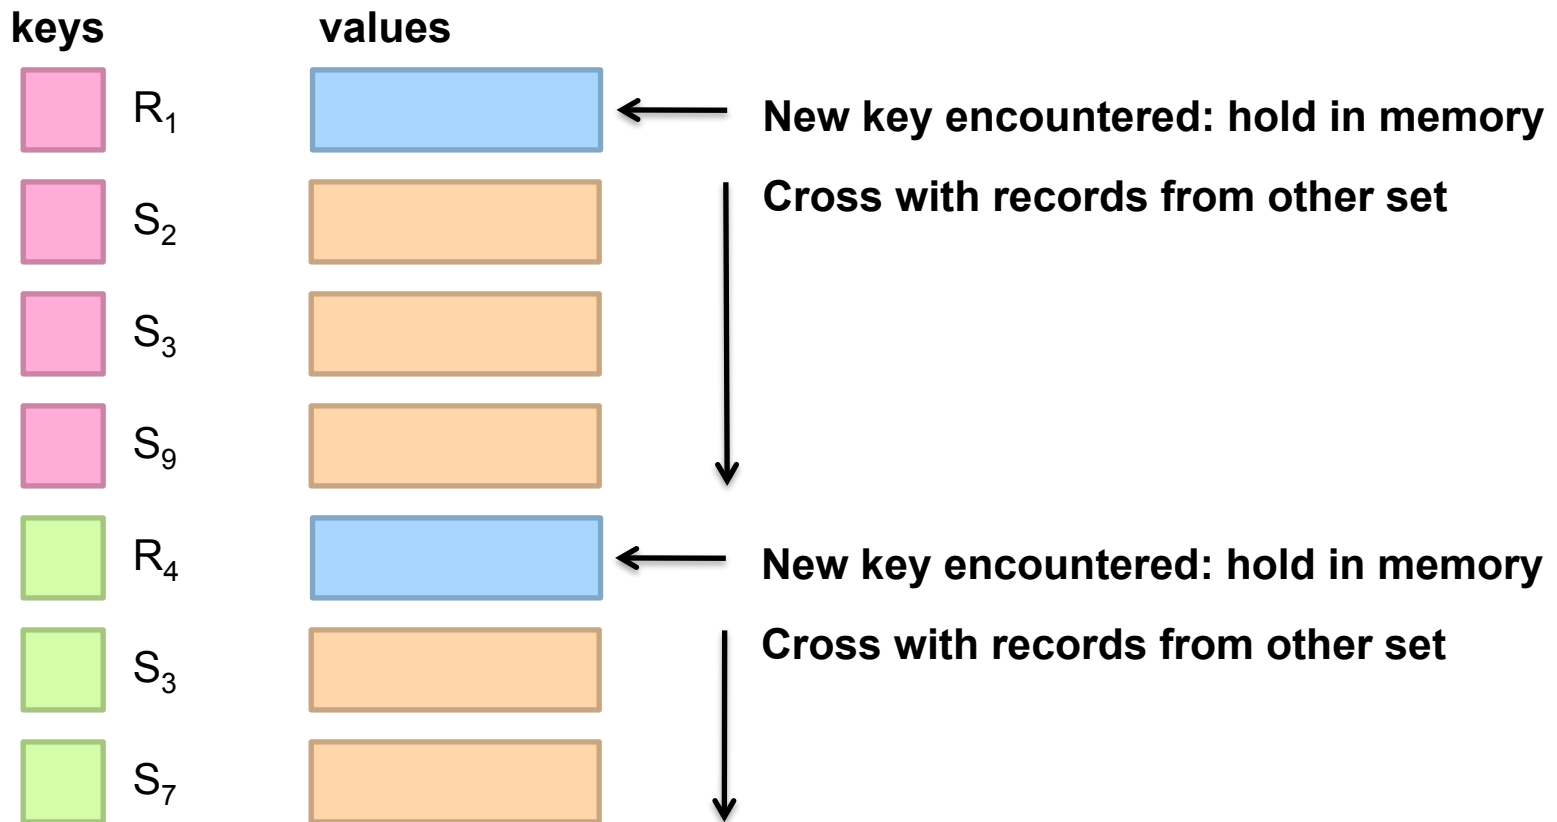 keys values
R₁ New key encountered: hold in memory
S₂ Cross with records from other set
S₃
S₉
R₄ New key encountered: hold in memory
S₃ Cross with records from other set
S₇